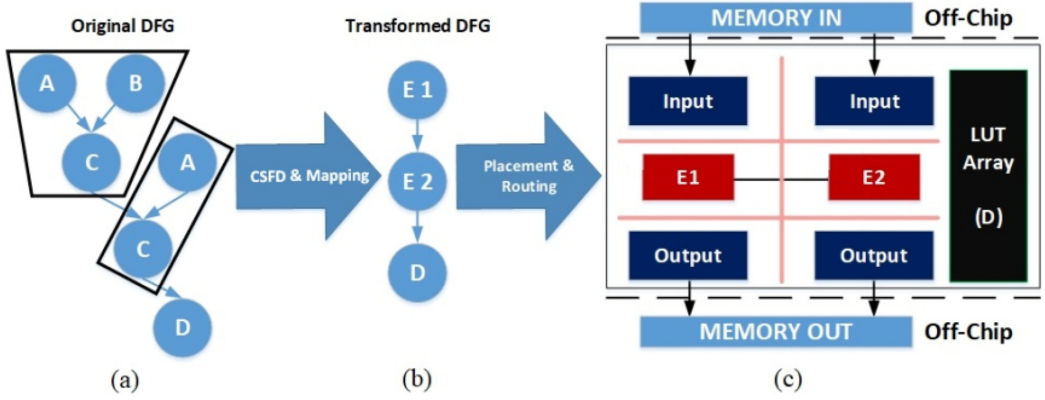 Original DFG
A
B
C
A
C
D
(a)
CSFD & Mapping
Transformed DFG
E 1
E 2
D
(b)
Placement &
Routing
MEMORY IN
Off-Chip
Input
Input
E1
E2
LUT
Array
(D)
Output
Output
MEMORY OUT
Off-Chip
(c)